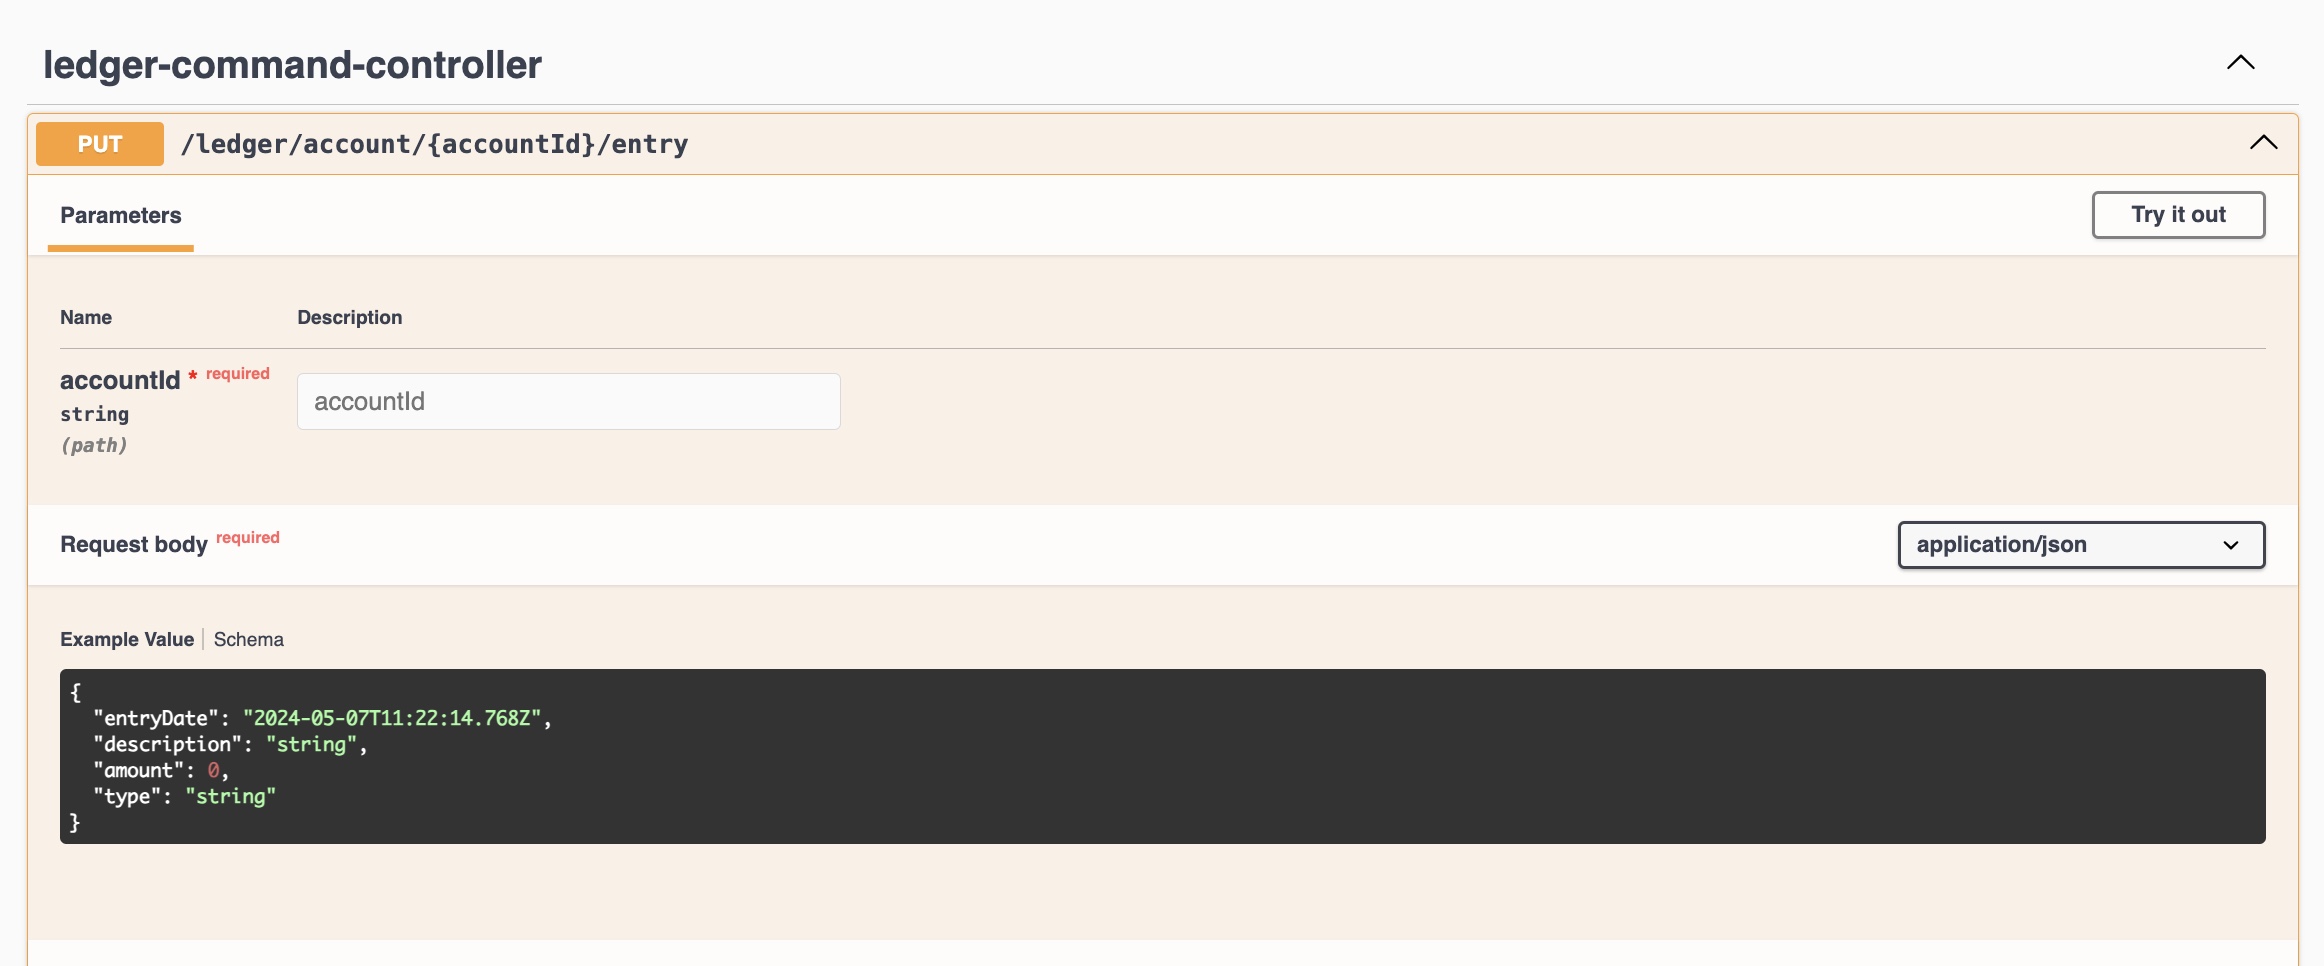 ledger-command-controller
PUT /ledger/account/{accountId}/entry
Parameters
Try it out
Name Description
accountId * required
string
(path)
accountId
Request body required
application/json
Example Value Schema
{
  "entryDate": "2024-05-07T11:22:14.768Z",
  "description": "string",
  "amount": 0,
  "type": "string"
}